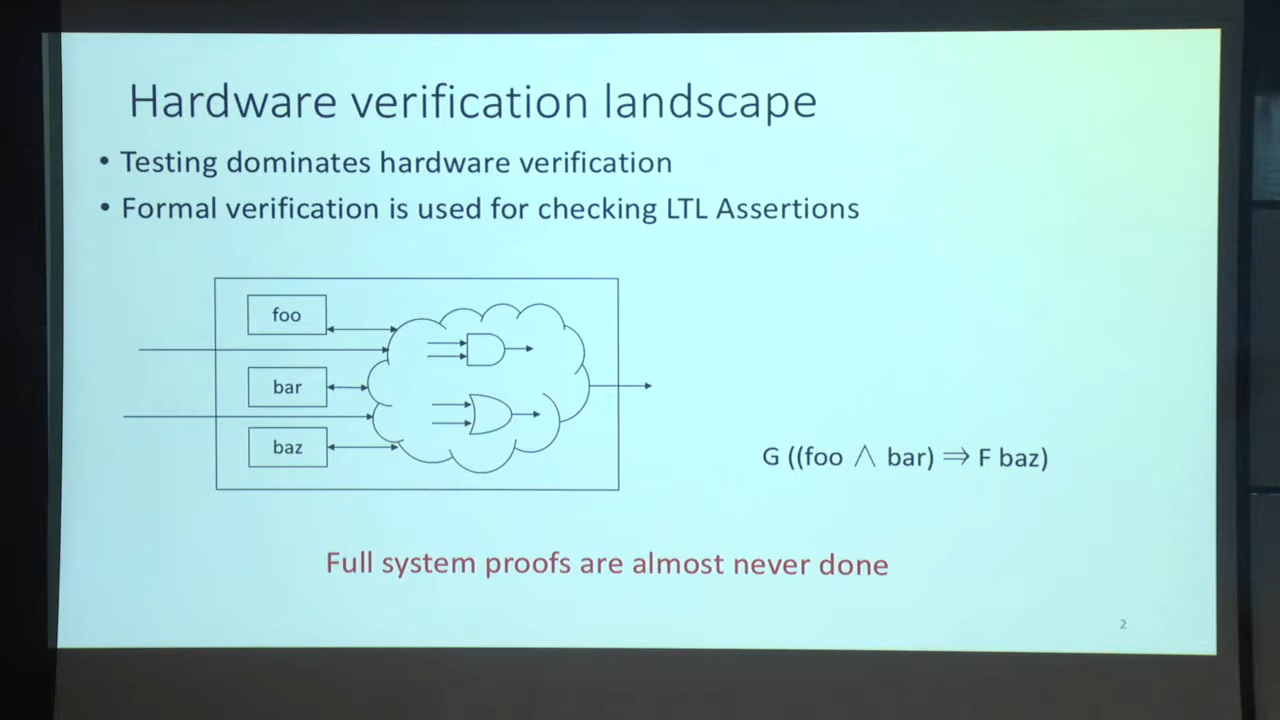 Hardware verification landscape
• Testing dominates hardware verification
• Formal verification is used for checking LTL Assertions
foo
bar
baz
G ((foo ∧ bar) ⟹ F baz)
Full system proofs are almost never done
2